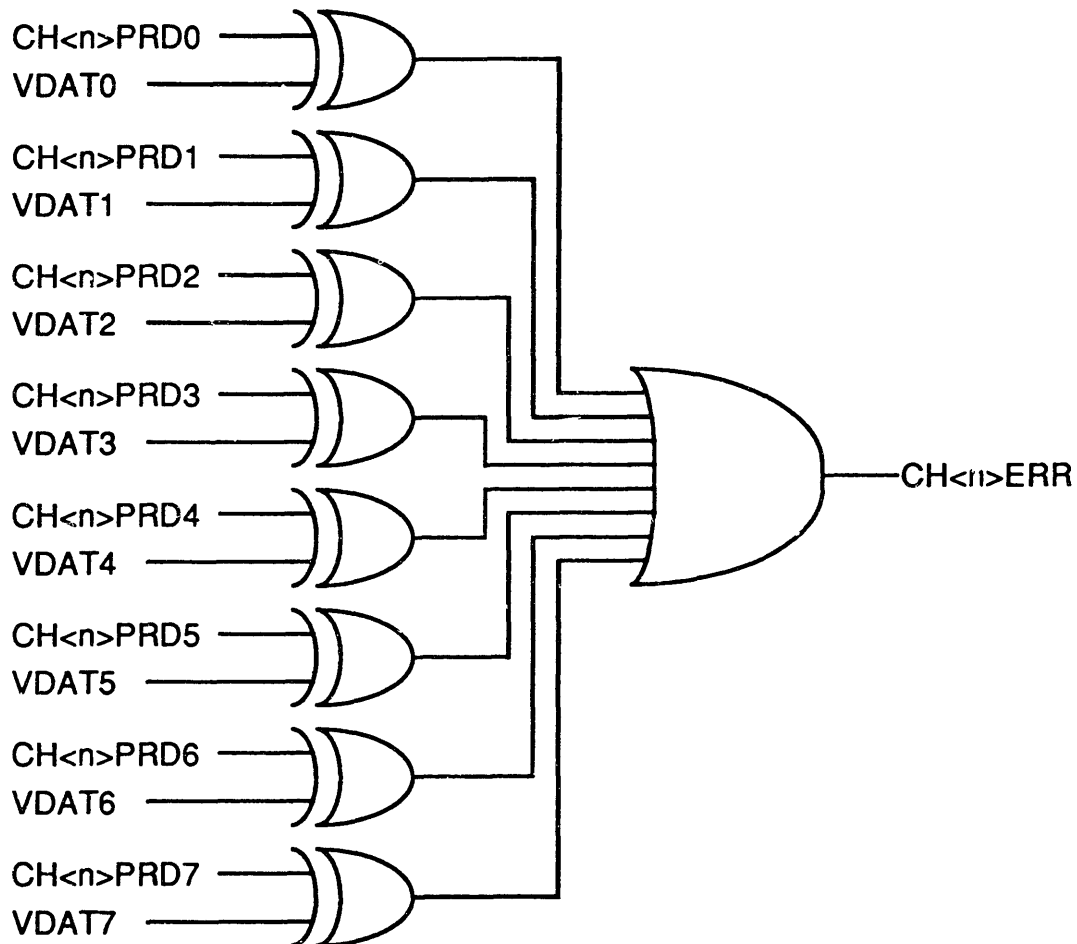 CH<n>PRD0
VDAT0
CH<n>PRD1
VDAT1
CH<n>PRD2
VDAT2
CH<n>PRD3
VDAT3
CH<n>PRD4
VDAT4
CH<n>PRD5
VDAT5
CH<n>PRD6
VDAT6
CH<n>PRD7
VDAT7
CH<n>ERR